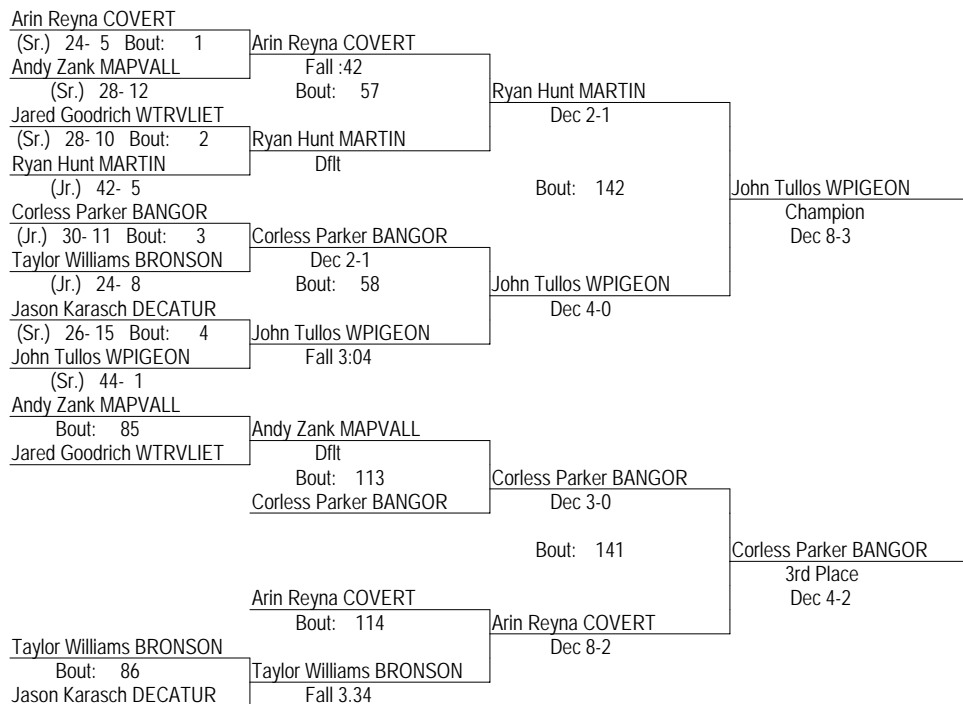 Arin Reyna COVERT
(Sr.) 24- 5 Bout: 1
Arin Reyna COVERT
Andy Zank MAPVALL
Fall :42
(Sr.) 28- 12
Bout: 57
Ryan Hunt MARTIN
Jared Goodrich WTRVLIET
Dec 2-1
(Sr.) 28- 10 Bout: 2
Ryan Hunt MARTIN
Ryan Hunt MARTIN
Dflt
(Jr.) 42- 5
Bout: 142
John Tullos WPIGEON
Corless Parker BANGOR
Champion
(Jr.) 30- 11 Bout: 3
Corless Parker BANGOR
Dec 8-3
Taylor Williams BRONSON
Dec 2-1
(Jr.) 24- 8
Bout: 58
John Tullos WPIGEON
Jason Karasch DECATUR
Dec 4-0
(Sr.) 26- 15 Bout: 4
John Tullos WPIGEON
John Tullos WPIGEON
Fall 3:04
(Sr.) 44- 1
Andy Zank MAPVALL
Bout: 85
Andy Zank MAPVALL
Jared Goodrich WTRVLIET
Dflt
Bout: 113
Corless Parker BANGOR
Corless Parker BANGOR
Dec 3-0
Bout: 141
Corless Parker BANGOR
3rd Place
Arin Reyna COVERT
Dec 4-2
Bout: 114
Arin Reyna COVERT
Taylor Williams BRONSON
Dec 8-2
Bout: 86
Taylor Williams BRONSON
Jason Karasch DECATUR
Fall 3.34